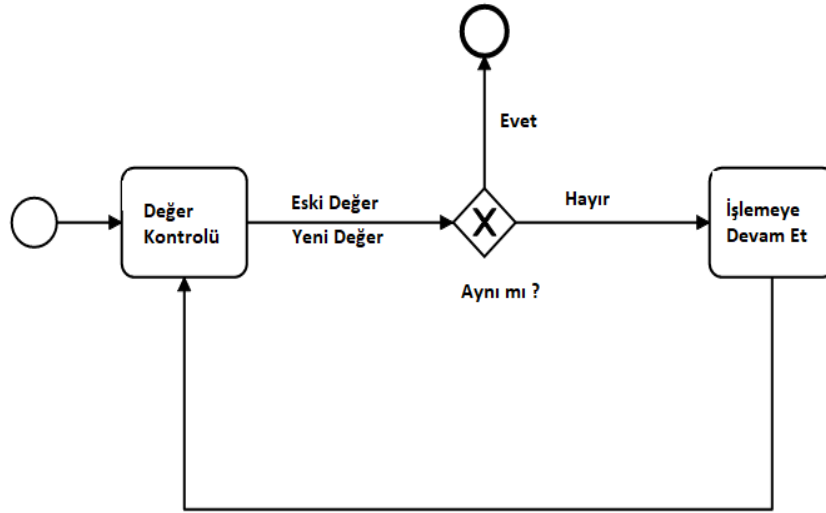 Evet
Değer
Kontrolü
Eski Değer
Yeni Değer
X
Aynı mı ?
Hayır
İşlemeye
Devam Et